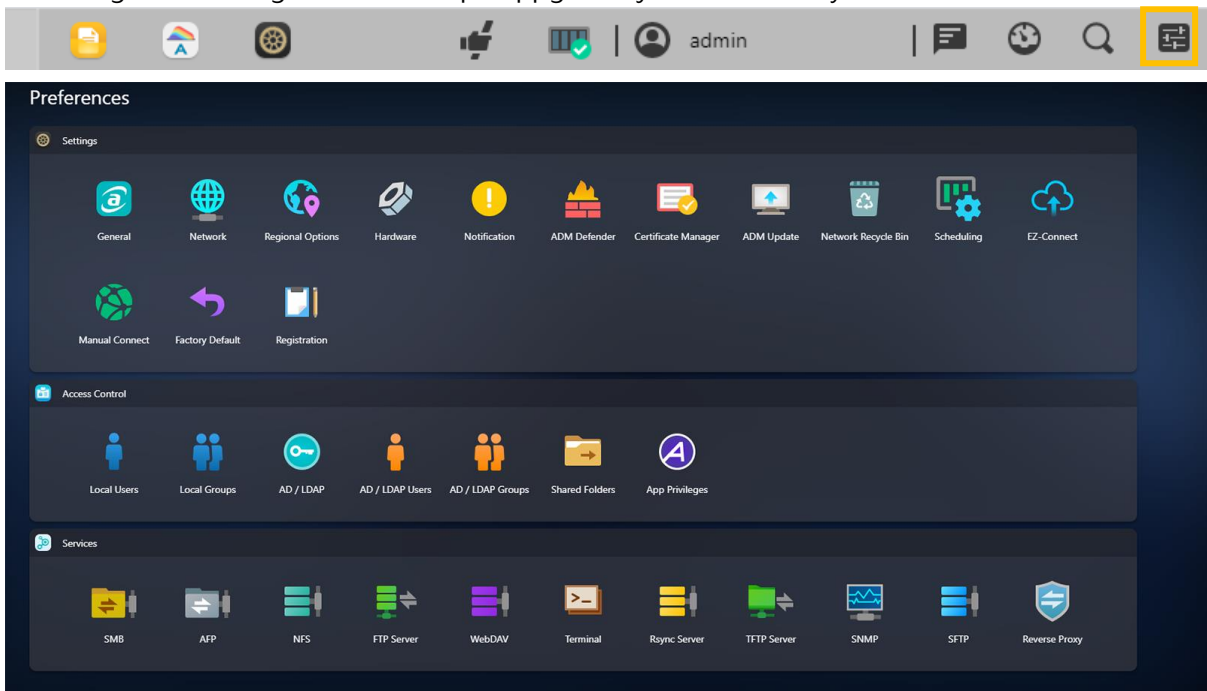 admin
Preferences
Settings
General Network Regional Options Hardware Notification ADM Defender Certificate Manager ADM Update Network Recycle Bin Scheduling EZ-Connect
Manual Connect Factory Default Registration
Access Control
Local Users Local Groups AD / LDAP AD / LDAP Users AD / LDAP Groups Shared Folders App Privileges
Services
SMB AFP NFS FTP Server WebDAV Terminal Rsync Server TFTP Server SNMP SFTP Reverse Proxy